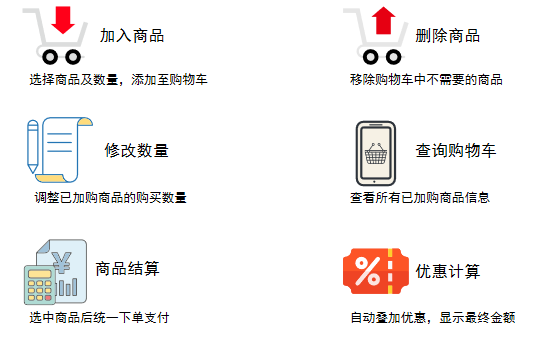 加入商品
选择商品及数量，添加至购物车
删除商品
移除购物车中不需要的商品
修改数量
调整已加购商品的购买数量
查询购物车
查看所有已加购商品信息
¥
商品结算
选中商品后统一下单支付
%
优惠计算
自动叠加优惠，显示最终金额